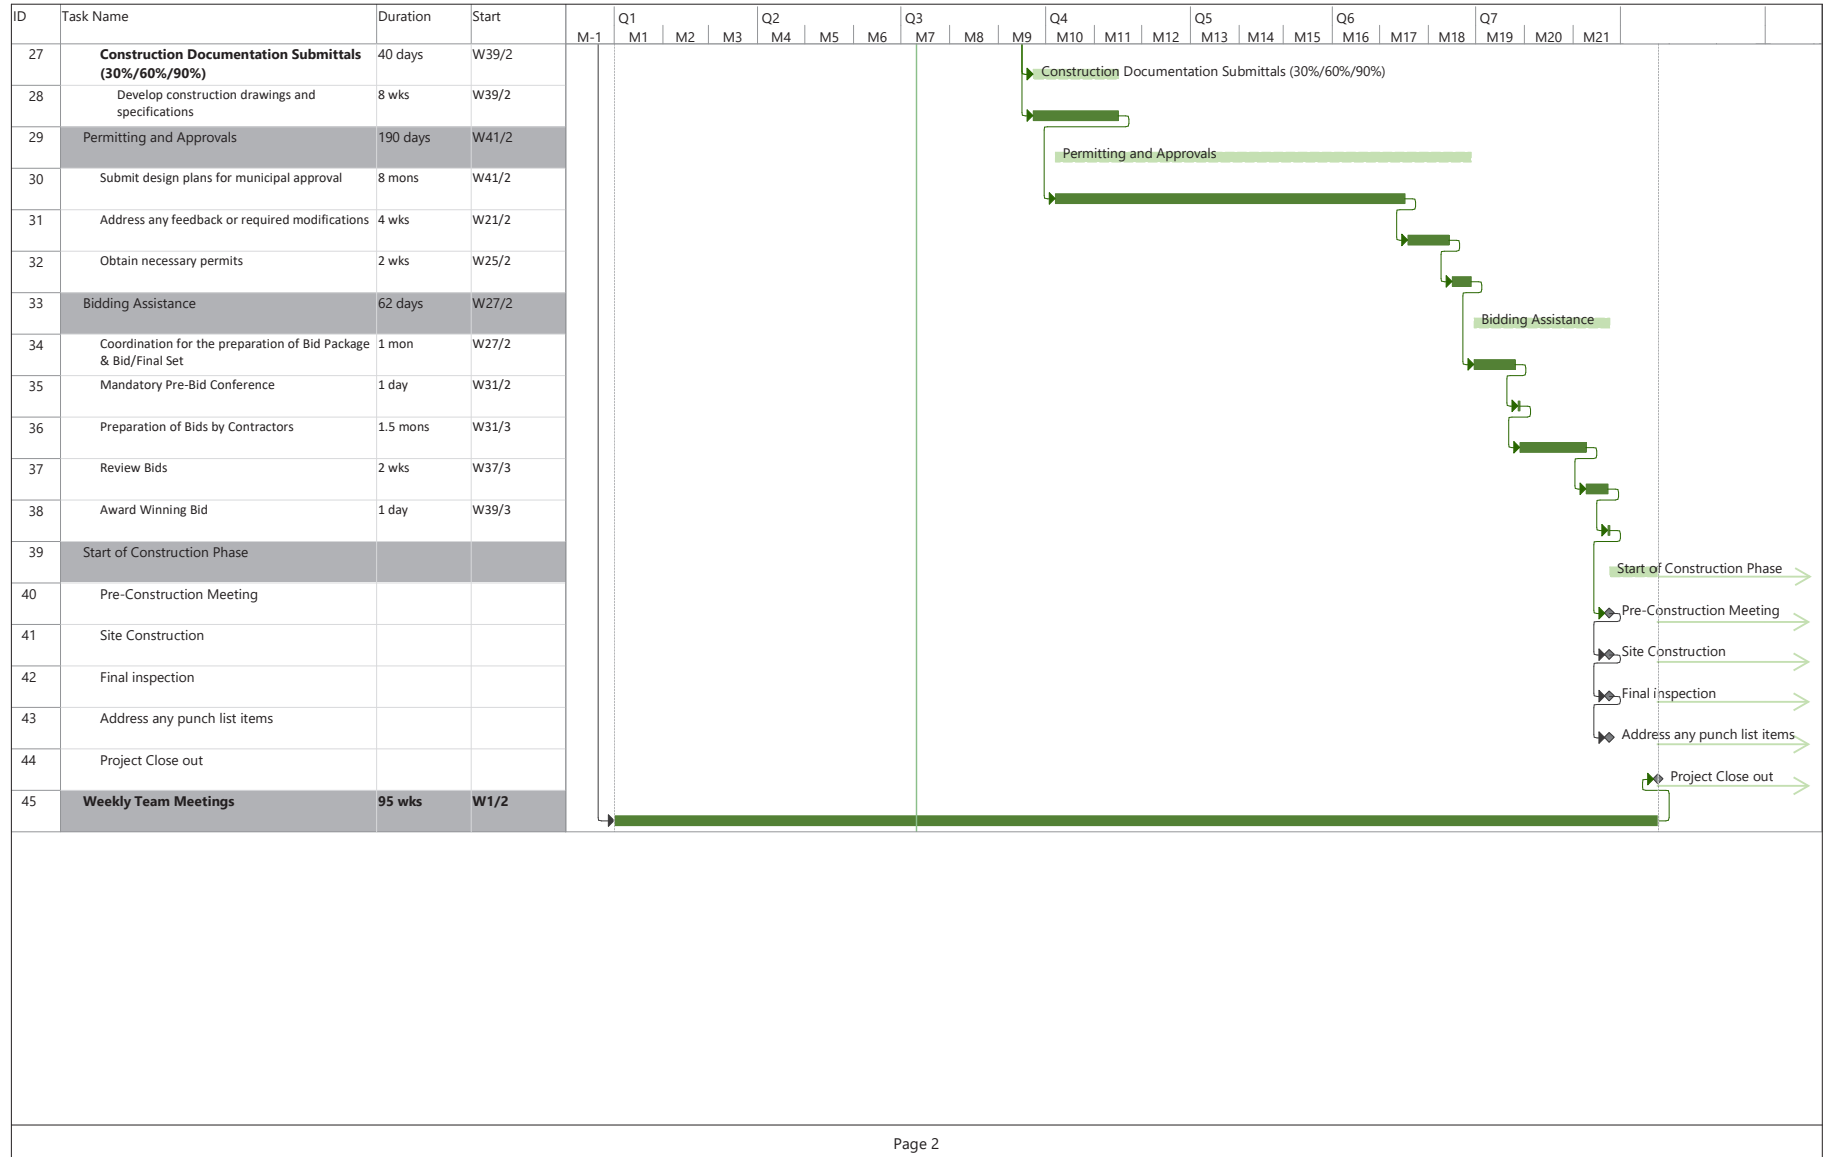 ID Task Name Duration Start Q1 Q2 Q3 Q4 Q5 Q6 Q7
M-1 M1 M2 M3 M4 M5 M6 M7 M8 M9 M10 M11 M12 M13 M14 M15 M16 M17 M18 M19 M20 M21
27 Construction Documentation Submittals 40 days W39/2
(30%/60%/90%)
Construction Documentation Submittals (30%/60%/90%)
28 Develop construction drawings and 8 wks W39/2
specifications
29 Permitting and Approvals 190 days W41/2
Permitting and Approvals
30 Submit design plans for municipal approval 8 mons W41/2
31 Address any feedback or required modifications 4 wks W21/2
32 Obtain necessary permits 2 wks W25/2
33 Bidding Assistance 62 days W27/2
Bidding Assistance
34 Coordination for the preparation of Bid Package 1 mon W27/2
& Bid/Final Set
35 Mandatory Pre-Bid Conference 1 day W31/2
36 Preparation of Bids by Contractors 1.5 mons W31/3
37 Review Bids 2 wks W37/3
38 Award Winning Bid 1 day W39/3
39 Start of Construction Phase
Start of Construction Phase
40 Pre-Construction Meeting
Pre-Construction Meeting
41 Site Construction
Site Construction
42 Final inspection
Final inspection
43 Address any punch list items
Address any punch list items
44 Project Close out
Project Close out
45 Weekly Team Meetings 95 wks W1/2
Page 2